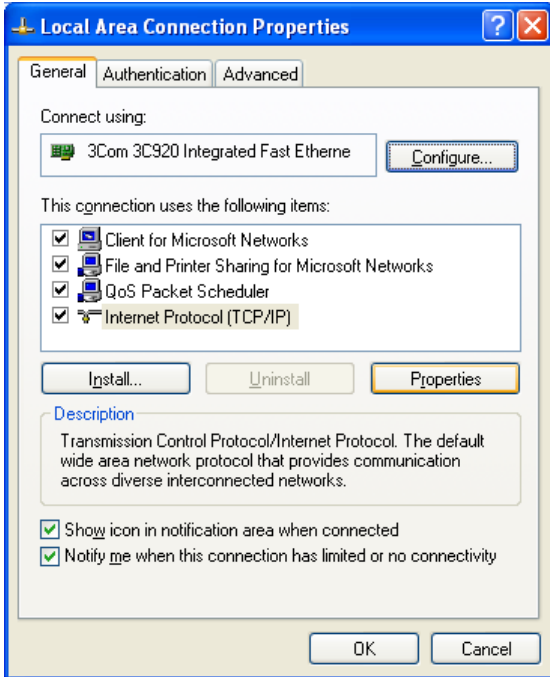 Local Area Connection Properties
General Authentication Advanced
Connect using:
3Com 3C920 Integrated Fast Etherne
Configure...
This connection uses the following items:
Client for Microsoft Networks
File and Printer Sharing for Microsoft Networks
QoS Packet Scheduler
Internet Protocol (TCP/IP)
Install... Uninstall Properties
Description
Transmission Control Protocol/Internet Protocol. The default
wide area network protocol that provides communication
across diverse interconnected networks.
Show icon in notification area when connected
Notify me when this connection has limited or no connectivity
OK Cancel